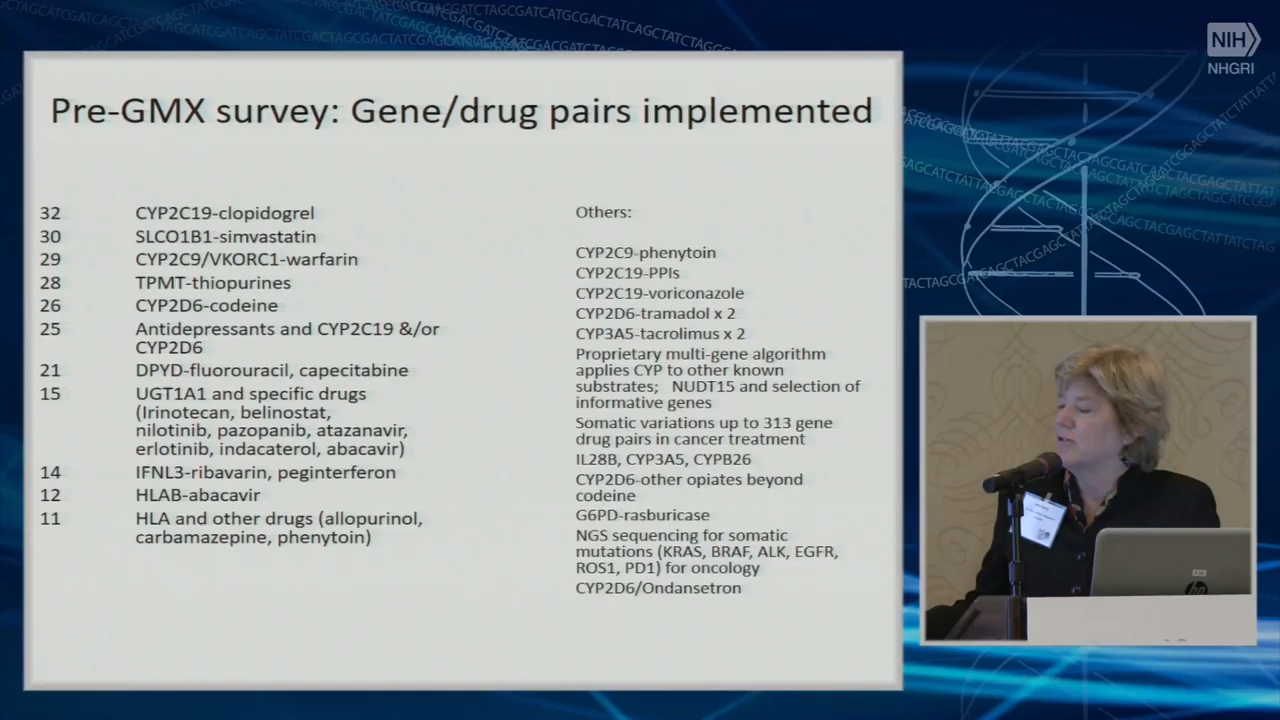 NIH
NHGRI
Pre-GMX survey: Gene/drug pairs implemented
32 CYP2C19-clopidogrel
30 SLCO1B1-simvastatin
29 CYP2C9/VKORC1-warfarin
28 TPMT-thiopurines
26 CYP2D6-codeine
25 Antidepressants and CYP2C19 &/or
CYP2D6
21 DPYD-fluorouracil, capecitabine
15 UGT1A1 and specific drugs
(Irinotecan, belinostat,
nilotinib, pazopanib, atazanavir,
erlotinib, indacaterol, abacavir)
14 IFNL3-ribavarin, peginterferon
12 HLAB-abacavir
11 HLA and other drugs (allopurinol,
carbamazepine, phenytoin)
Others:
CYP2C9-phenytoin
CYP2C19-PPIs
CYP2C19-voriconazole
CYP2D6-tramadol x 2
CYP3A5-tacrolimus x 2
Proprietary multi-gene algorithm
applies CYP to other known
substrates; NUDT15 and selection of
informative genes
Somatic variations up to 313 gene
drug pairs in cancer treatment
IL28B, CYP3A5, CYPB26
CYP2D6-other opiates beyond
codeine
G6PD-rasburicase
NGS sequencing for somatic
mutations (KRAS, BRAF, ALK, EGFR,
ROS1, PD1) for oncology
CYP2D6/Ondansetron
hp